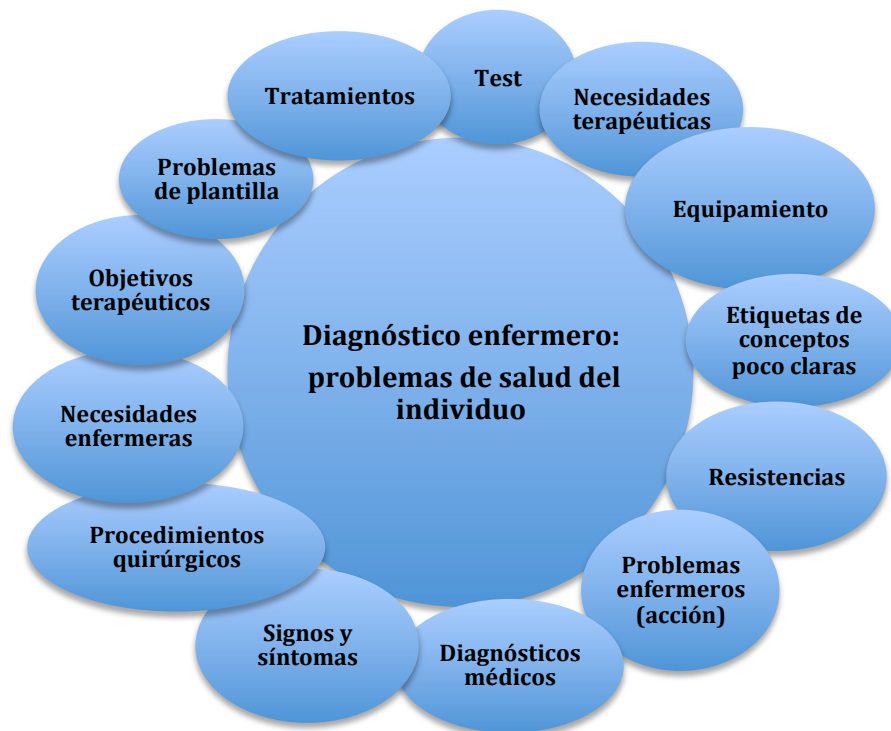 Test
Necesidades
terapéuticas
Equipamiento
Etiquetas de
conceptos
poco claras
Resistencias
Problemas
enfermeros
(acción)
Diagnósticos
médicos
Signos y
síntomas
Procedimientos
quirúrgicos
Necesidades
enfermeras
Objetivos
terapéuticos
Problemas
de plantilla
Tratamientos
Diagnóstico enfermero:
problemas de salud del
individuo